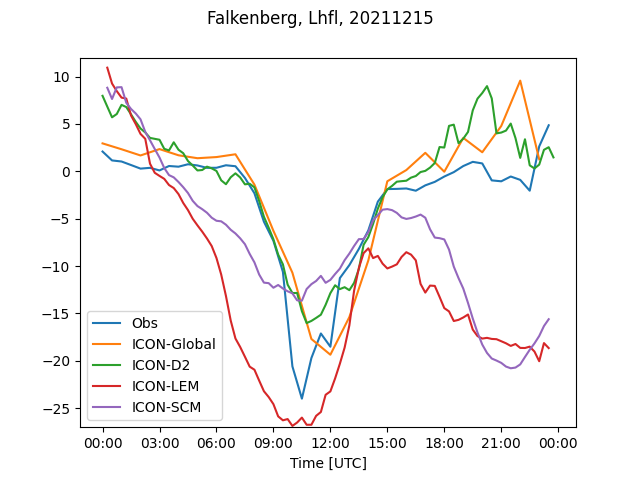 Falkenberg, Lhfl, 20211215
10
5
0
−5
−10
−15
−20
−25
Obs
ICON-Global
ICON-D2
ICON-LEM
ICON-SCM
00:00 03:00 06:00 09:00 12:00 15:00 18:00 21:00 00:00
Time [UTC]